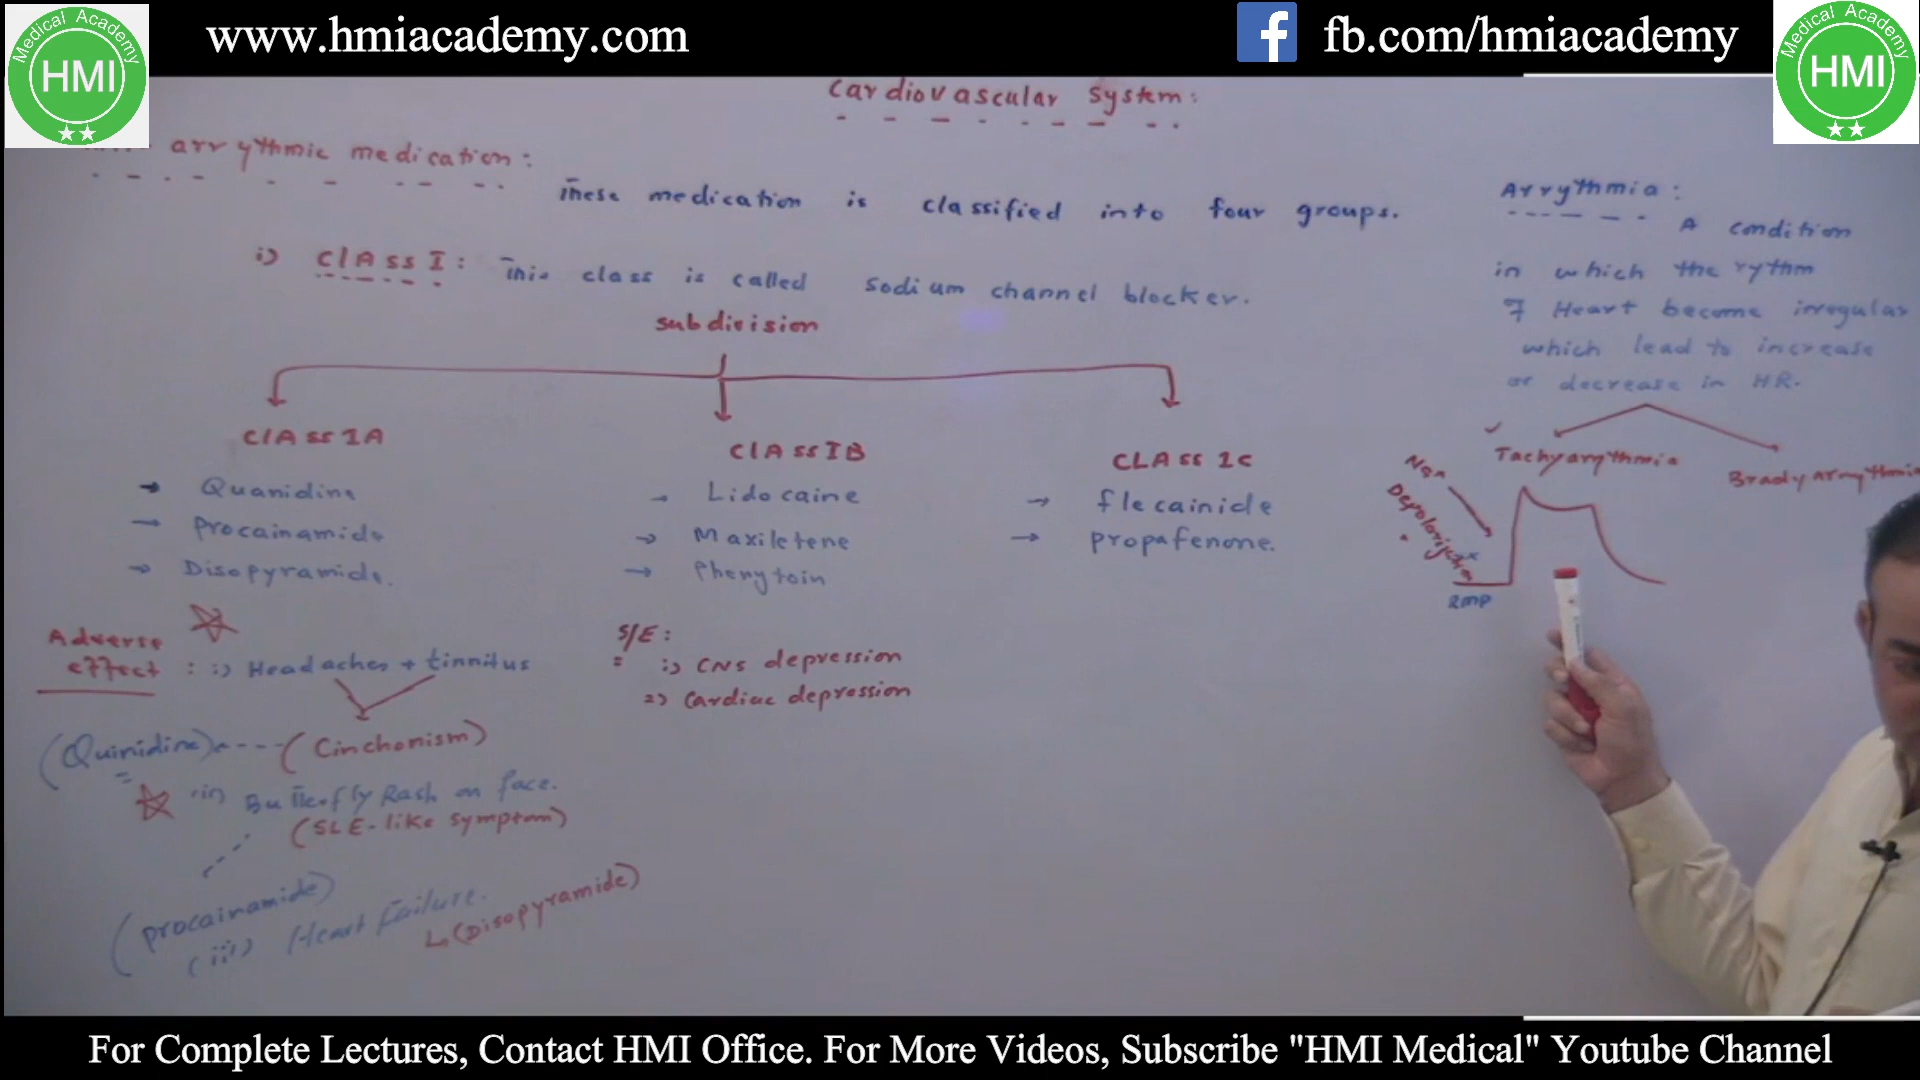 Medical Academy
HMI
www.hmiacademy.com
f fb.com/hmiacademy
Medical Academy
HMI
Cardiovascular System:
arrythmic medication:
These medication is classified into four groups.
i) CLASS I: This class is called sodium channel blocker.
subdivision
CLASS IA
→ Quanidine
→ Procainamide
→ Disopyramide.
CLASS IB
→ Lidocaine
→ Maxiletene
→ Phenytoin
CLASS IC
→ flecainide
→ propafenone.
Adverse effect : i) Headaches + tinnitus
(Quinidine) (Cinchonism)
ii) Butterfly Rash on face.
(SLE-like symptom)
(procainamide)
(iii) Heart Failure.
(Disopyramide)
S/E:
i) CNS depression
2) Cardiac depression
Arrythmia:
A condition
in which the rythm
of Heart become irregular
which lead to increase
or decrease in HR.
Tachyarythmia
Bradyarrythmia
Depolarization
RMP
For Complete Lectures, Contact HMI Office. For More Videos, Subscribe "HMI Medical" Youtube Channel